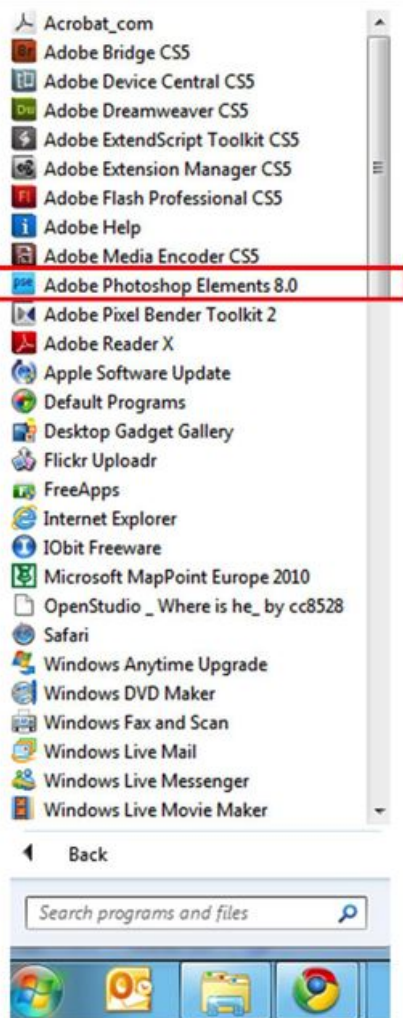 Acrobat_com
Br Adobe Bridge CS5
Adobe Device Central CS5
Dw Adobe Dreamweaver CS5
Adobe ExtendScript Toolkit CS5
Adobe Extension Manager CS5
Fl Adobe Flash Professional CS5
i Adobe Help
Adobe Media Encoder CS5
pse Adobe Photoshop Elements 8.0
Adobe Pixel Bender Toolkit 2
Adobe Reader X
Apple Software Update
Default Programs
Desktop Gadget Gallery
Flickr Uploadr
FreeApps
Internet Explorer
IObit Freeware
Microsoft MapPoint Europe 2010
OpenStudio _ Where is he_ by cc8528
Safari
Windows Anytime Upgrade
Windows DVD Maker
Windows Fax and Scan
Windows Live Mail
Windows Live Messenger
Windows Live Movie Maker
Back
Search programs and files